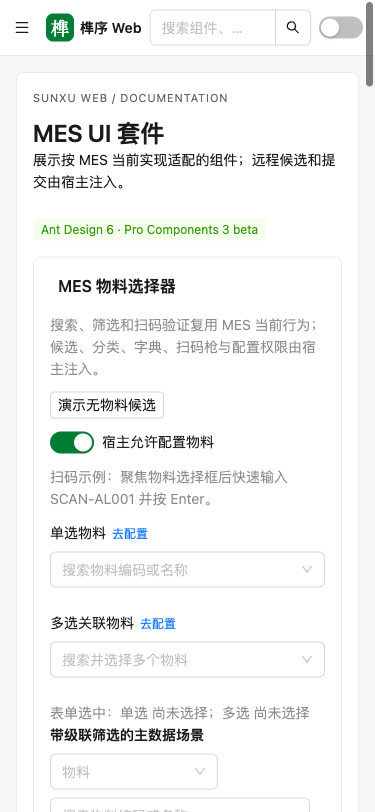 榫 榫序 Web 搜索组件、...
SUNXU WEB / DOCUMENTATION
MES UI 套件
展示按 MES 当前实现适配的组件；远程候选和提
交由宿主注入。
Ant Design 6 · Pro Components 3 beta
MES 物料选择器
搜索、筛选和扫码验证复用 MES 当前行为；
候选、分类、字典、扫码枪与配置权限由宿
主注入。
演示无物料候选
宿主允许配置物料
扫码示例：聚焦物料选择框后快速输入
SCAN-AL001 并按 Enter。
单选物料 去配置
搜索物料编码或名称
多选关联物料 去配置
搜索并选择多个物料
表单选中：单选 尚未选择；多选 尚未选择
带级联筛选的主数据场景
物料